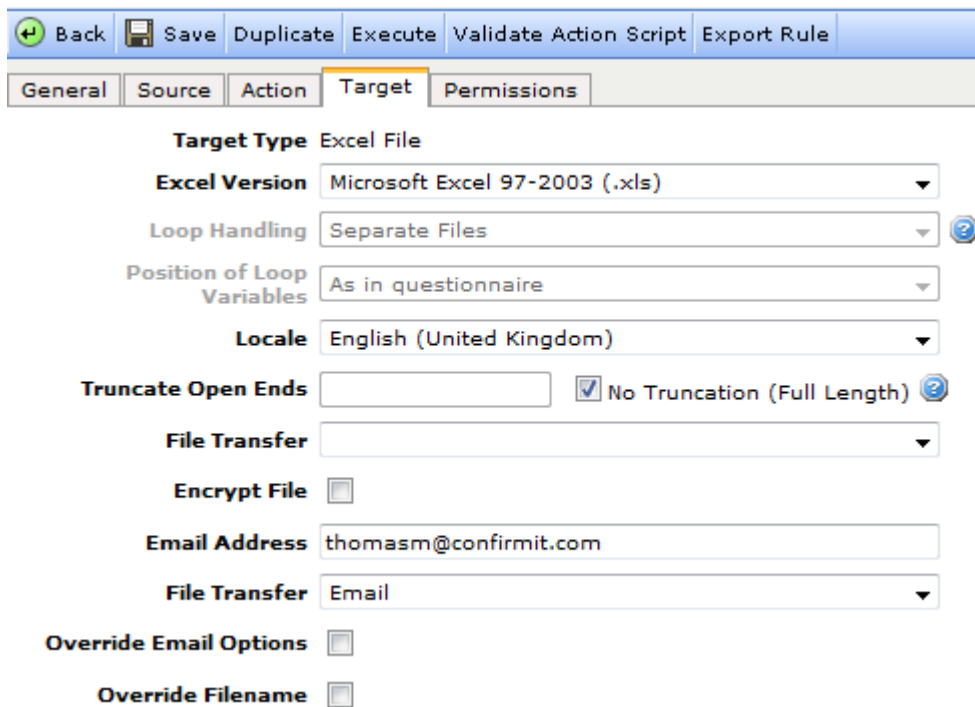 Back Save Duplicate Execute Validate Action Script Export Rule
General Source Action Target Permissions
Target Type Excel File
Excel Version Microsoft Excel 97-2003 (.xls)
Loop Handling Separate Files
Position of Loop
Variables As in questionnaire
Locale English (United Kingdom)
Truncate Open Ends No Truncation (Full Length)
File Transfer
Encrypt File
Email Address thomasm@confirmit.com
File Transfer Email
Override Email Options
Override Filename